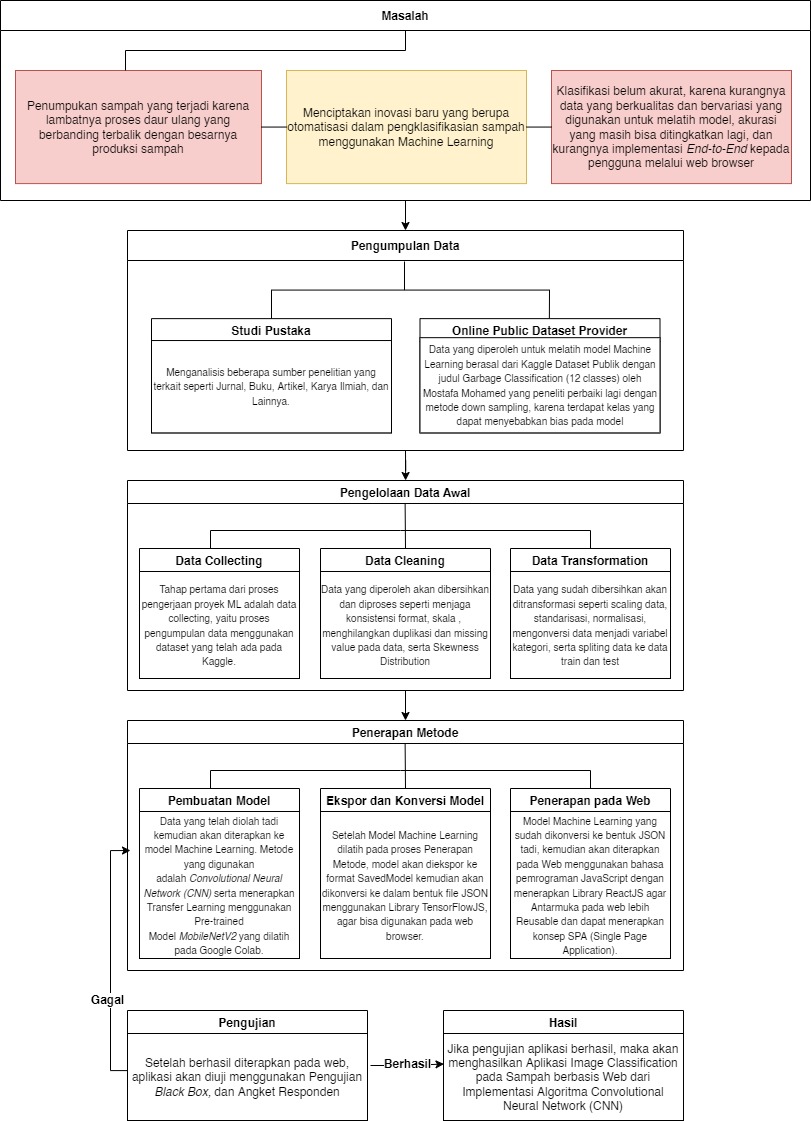 Masalah
Penumpukan sampah yang terjadi karena
lambatnya proses daur ulang yang
berbanding terbalik dengan besarnya
produksi sampah
Menciptakan inovasi baru yang berupa
otomatisasi dalam pengklasifikasian sampah
menggunakan Machine Learning
Klasifikasi belum akurat, karena kurangnya
data yang berkualitas dan bervariasi yang
digunakan untuk melatih model, akurasi
yang masih bisa ditingkatkan lagi, dan
kurangnya implementasi End-to-End kepada
pengguna melalui web browser
Pengumpulan Data
Studi Pustaka
Menganalisis beberapa sumber penelitian yang
terkait seperti Jurnal, Buku, Artikel, Karya Ilmiah, dan
Lainnya.
Online Public Dataset Provider
Data yang diperoleh untuk melatih model Machine
Learning berasal dari Kaggle Dataset Publik dengan
judul Garbage Classification (12 classes) oleh
Mostafa Mohamed yang peneliti perbaiki lagi dengan
metode down sampling, karena terdapat kelas yang
dapat menyebabkan bias pada model
Pengelolaan Data Awal
Data Collecting
Tahap pertama dari proses
pengerjaan proyek ML adalah data
collecting, yaitu proses
pengumpulan data menggunakan
dataset yang telah ada pada
Kaggle.
Data Cleaning
Data yang diperoleh akan dibersihkan
dan diproses seperti menjaga
konsistensi format, skala ,
menghilangkan duplikasi dan missing
value pada data, serta Skewness
Distribution
Data Transformation
Data yang sudah dibersihkan akan
ditransformasi seperti scaling data,
standarisasi, normalisasi,
mengonversi data menjadi variabel
kategori, serta spliting data ke data
train dan test
Penerapan Metode
Pembuatan Model
Data yang telah diolah tadi
kemudian akan diterapkan ke
model Machine Learning. Metode
yang digunakan
adalah Convolutional Neural
Network (CNN) serta menerapkan
Transfer Learning menggunakan
Pre-trained
Model MobileNetV2 yang dilatih
pada Google Colab.
Ekspor dan Konversi Model
Setelah Model Machine Learning
dilatih pada proses Penerapan
Metode, model akan diekspor ke
format SavedModel kemudian akan
dikonversi ke dalam bentuk file JSON
menggunakan Library TensorFlowJS,
agar bisa digunakan pada web
browser.
Penerapan pada Web
Model Machine Learning yang
sudah dikonversi ke bentuk JSON
tadi, kemudian akan diterapkan
pada Web menggunakan bahasa
pemrograman JavaScript dengan
menerapkan Library ReactJS agar
Antarmuka pada web lebih
Reusable dan dapat menerapkan
konsep SPA (Single Page
Application).
Gagal
Pengujian
Setelah berhasil diterapkan pada web,
aplikasi akan diuji menggunakan Pengujian
Black Box, dan Angket Responden
Berhasil
Hasil
Jika pengujian aplikasi berhasil, maka akan
menghasilkan Aplikasi Image Classification
pada Sampah berbasis Web dari
Implementasi Algoritma Convolutional
Neural Network (CNN)